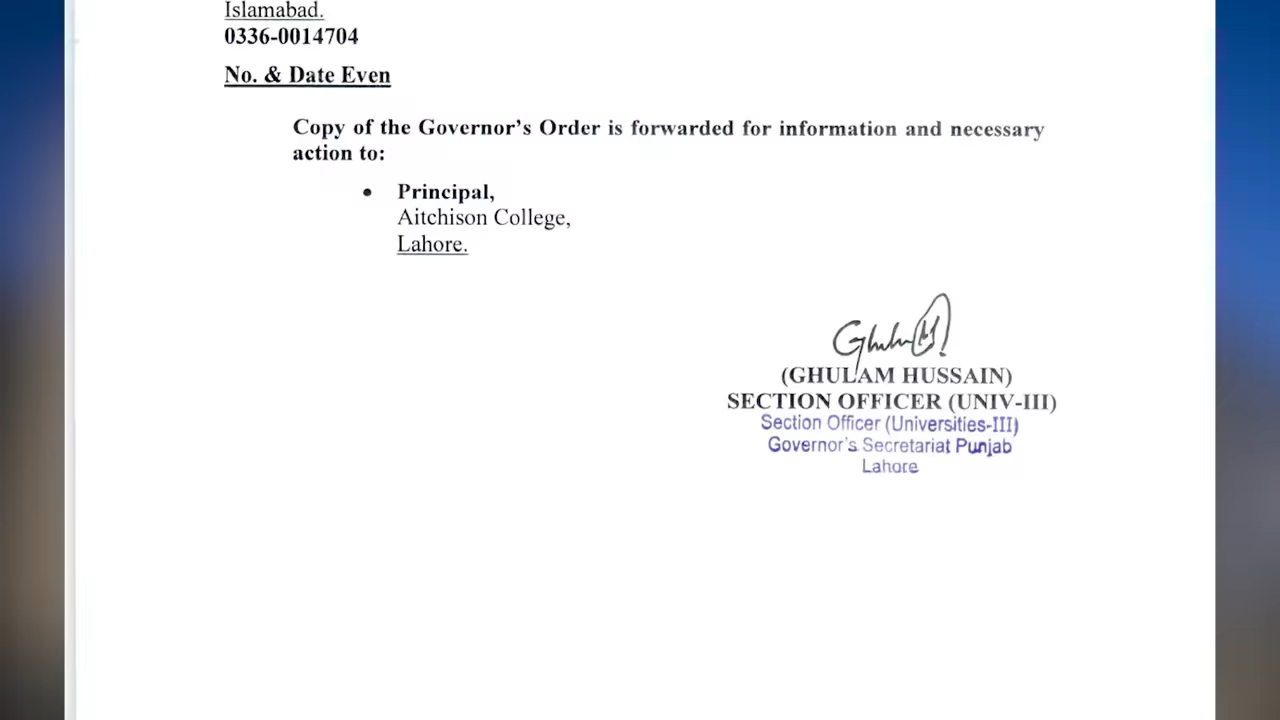 Islamabad.
0336-0014704
No. & Date Even
Copy of the Governor's Order is forwarded for information and necessary
action to:
• Principal,
Aitchison College,
Lahore.
(GHULAM HUSSAIN)
SECTION OFFICER (UNIV-III)
Section Officer (Universities-III)
Governor's Secretariat Punjab
Lahore